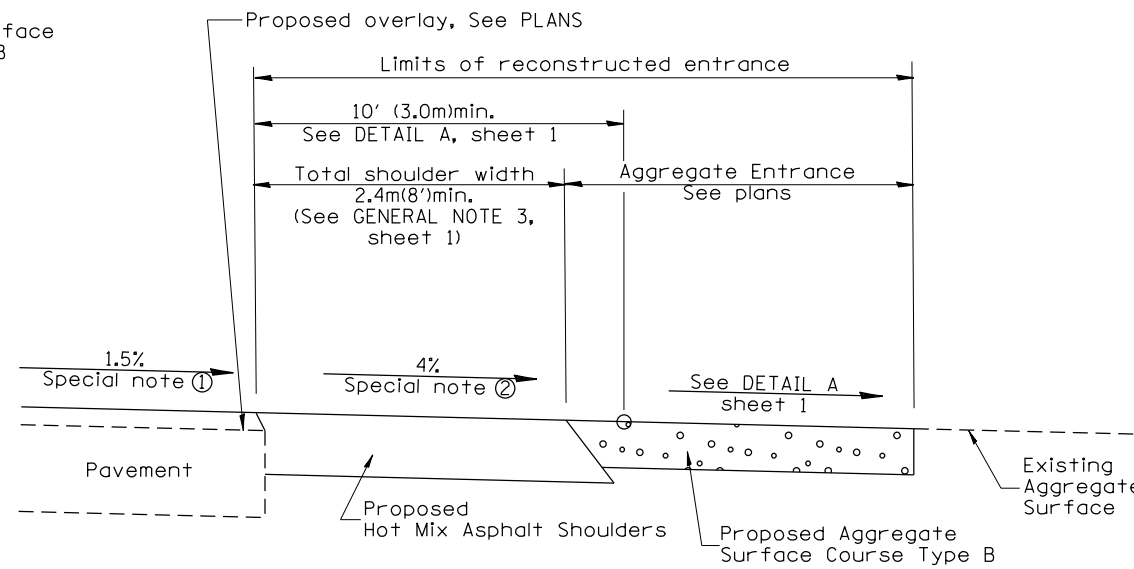 Proposed overlay, See PLANS
Limits of reconstructed entrance
10' (3.0m)min.
See DETAIL A, sheet 1
Total shoulder width
2.4m(8')min.
(See GENERAL NOTE 3,
sheet 1)
Aggregate Entrance
See plans
1.5%
Special note ①
4%
Special note ②
See DETAIL A
sheet 1
Pavement
Proposed
Hot Mix Asphalt Shoulders
Proposed Aggregate
Surface Course Type B
Existing
Aggregate
Surface